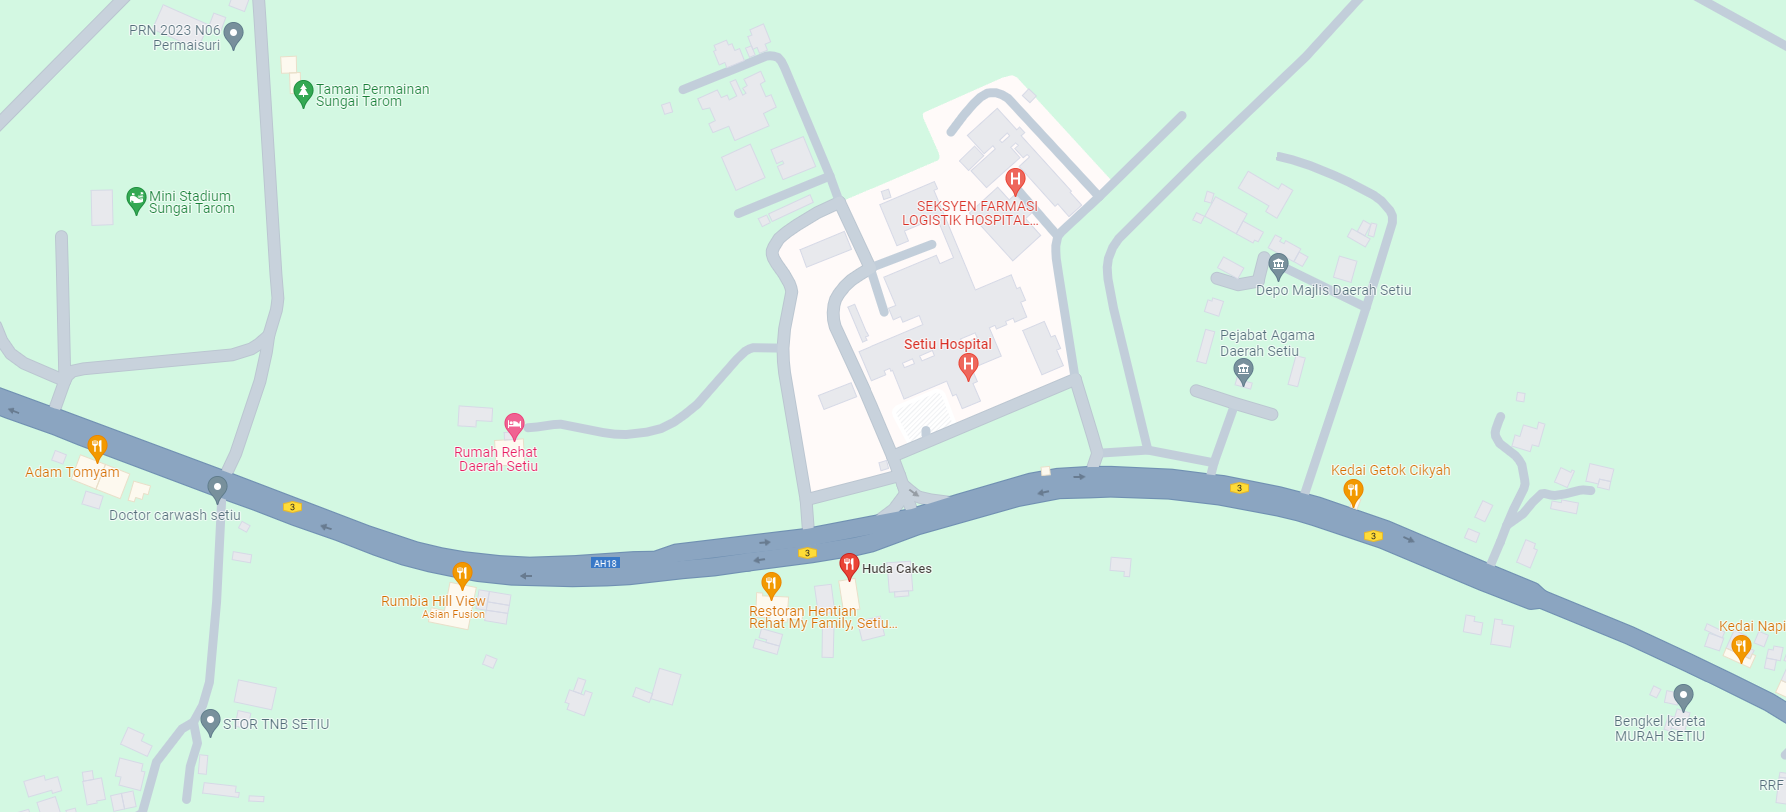 PRN 2023 N06
Permaisuri
Taman Permainan
Sungai Tarom
Mini Stadium
Sungai Tarom
SEKSYEN FARMASI
LOGISTIK HOSPITAL...
Depo Majlis Daerah Setiu
Pejabat Agama
Daerah Setiu
Setiu Hospital
H
H
Rumah Rehat
Daerah Setiu
Adam Tomyam
Doctor carwash setiu
3
Kedai Getok Cikyah
3
3
3
AH18
Huda Cakes
Rumbia Hill View
Asian Fusion
Restoran Hentian
Rehat My Family, Setiu...
Kedai Napi
STOR TNB SETIU
Bengkel kereta
MURAH SETIU
RRF